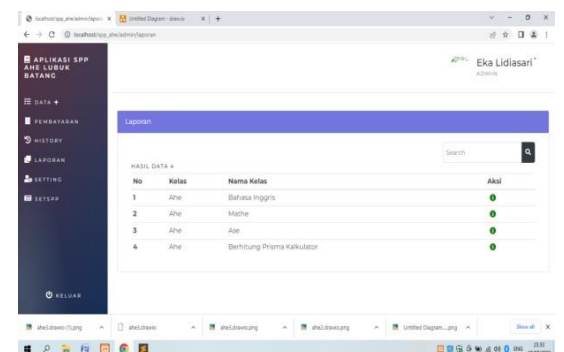 localhost/spp_ahe/admin/lapor
Untitled Diagram - draw.io
localhost/spp_ahe/admin/laporan
APLIKASI SPP
AHE LUBUK
BATANG
Eka Lidiasari
ADMIN
DATA +
PEMBAYARAN
HISTORY
LAPORAN
SETTING
SETSPP
KELUAR
Laporan
Search
HASIL DATA 4
No Kelas Nama Kelas Aksi
1 Ahe Bahasa Inggris
2 Ahe Mathe
3 Ahe Ase
4 Ahe Berhitung Prisma Kalkulator
ahe3.drawio (1).png
ahe3.drawio
ahe3.drawio.png
ahe2.drawio.png
Untitled Diagram....png
Show all
ENG